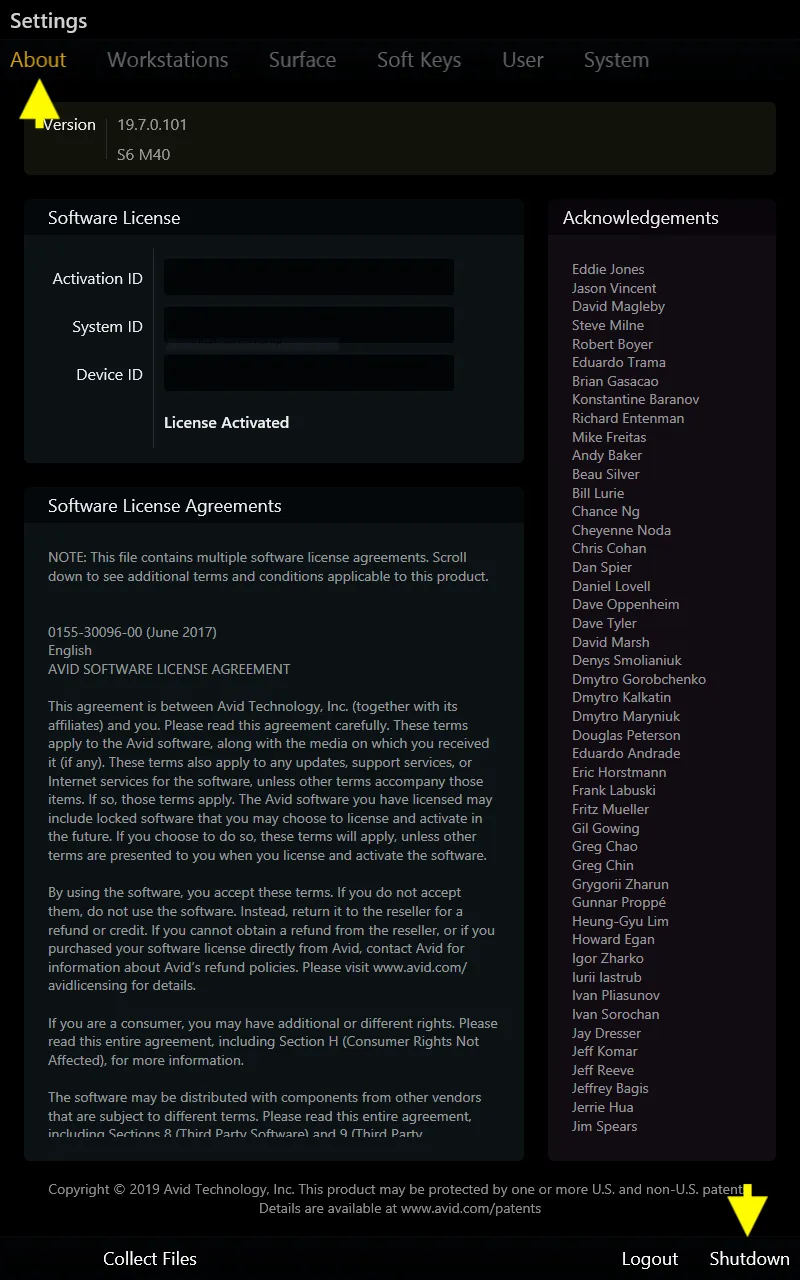 Settings
About Workstations Surface Soft Keys User System
Version 19.7.0.101
S6 M40
Software License
Activation ID
System ID
Device ID
License Activated
Software License Agreements
NOTE: This file contains multiple software license agreements. Scroll
down to see additional terms and conditions applicable to this product.
0155-30096-00 (June 2017)
English
AVID SOFTWARE LICENSE AGREEMENT
This agreement is between Avid Technology, Inc. (together with its
affiliates) and you. Please read this agreement carefully. These terms
apply to the Avid software, along with the media on which you received
it (if any). These terms also apply to any updates, support services, or
Internet services for the software, unless other terms accompany those
items. If so, those terms apply. The Avid software you have licensed may
include locked software that you may choose to license and activate in
the future. If you choose to do so, these terms will apply, unless other
terms are presented to you when you license and activate the software.
By using the software, you accept these terms. If you do not accept
them, do not use the software. Instead, return it to the reseller for a
refund or credit. If you cannot obtain a refund from the reseller, or if you
purchased your software license directly from Avid, contact Avid for
information about Avid’s refund policies. Please visit www.avid.com/
avidlicensing for details.
If you are a consumer, you may have additional or different rights. Please
read this entire agreement, including Section H (Consumer Rights Not
Affected), for more information.
The software may be distributed with components from other vendors
that are subject to different terms. Please read this entire agreement,
including Sections 8 (Third Party Software) and 9 (Third Party
Acknowledgements
Eddie Jones
Jason Vincent
David Magleby
Steve Milne
Robert Boyer
Eduardo Trama
Brian Gasacao
Konstantine Baranov
Richard Entenman
Mike Freitas
Andy Baker
Beau Silver
Bill Lurie
Chance Ng
Cheyenne Noda
Chris Cohan
Dan Spier
Daniel Lovell
Dave Oppenheim
Dave Tyler
David Marsh
Denys Smolianiuk
Dmytro Gorobchenko
Dmytro Kalkatin
Dmytro Maryniuk
Douglas Peterson
Eduardo Andrade
Eric Horstmann
Frank Labuski
Fritz Mueller
Gil Gowing
Greg Chao
Greg Chin
Grygorii Zharun
Gunnar Proppé
Heung-Gyu Lim
Howard Egan
Igor Zharko
Iurii Iastrub
Ivan Pliasunov
Ivan Sorochan
Jay Dresser
Jeff Komar
Jeff Reeve
Jeffrey Bagis
Jerrie Hua
Jim Spears
Copyright © 2019 Avid Technology, Inc. This product may be protected by one or more U.S. and non-U.S. patent
Details are available at www.avid.com/patents
Collect Files Logout Shutdown